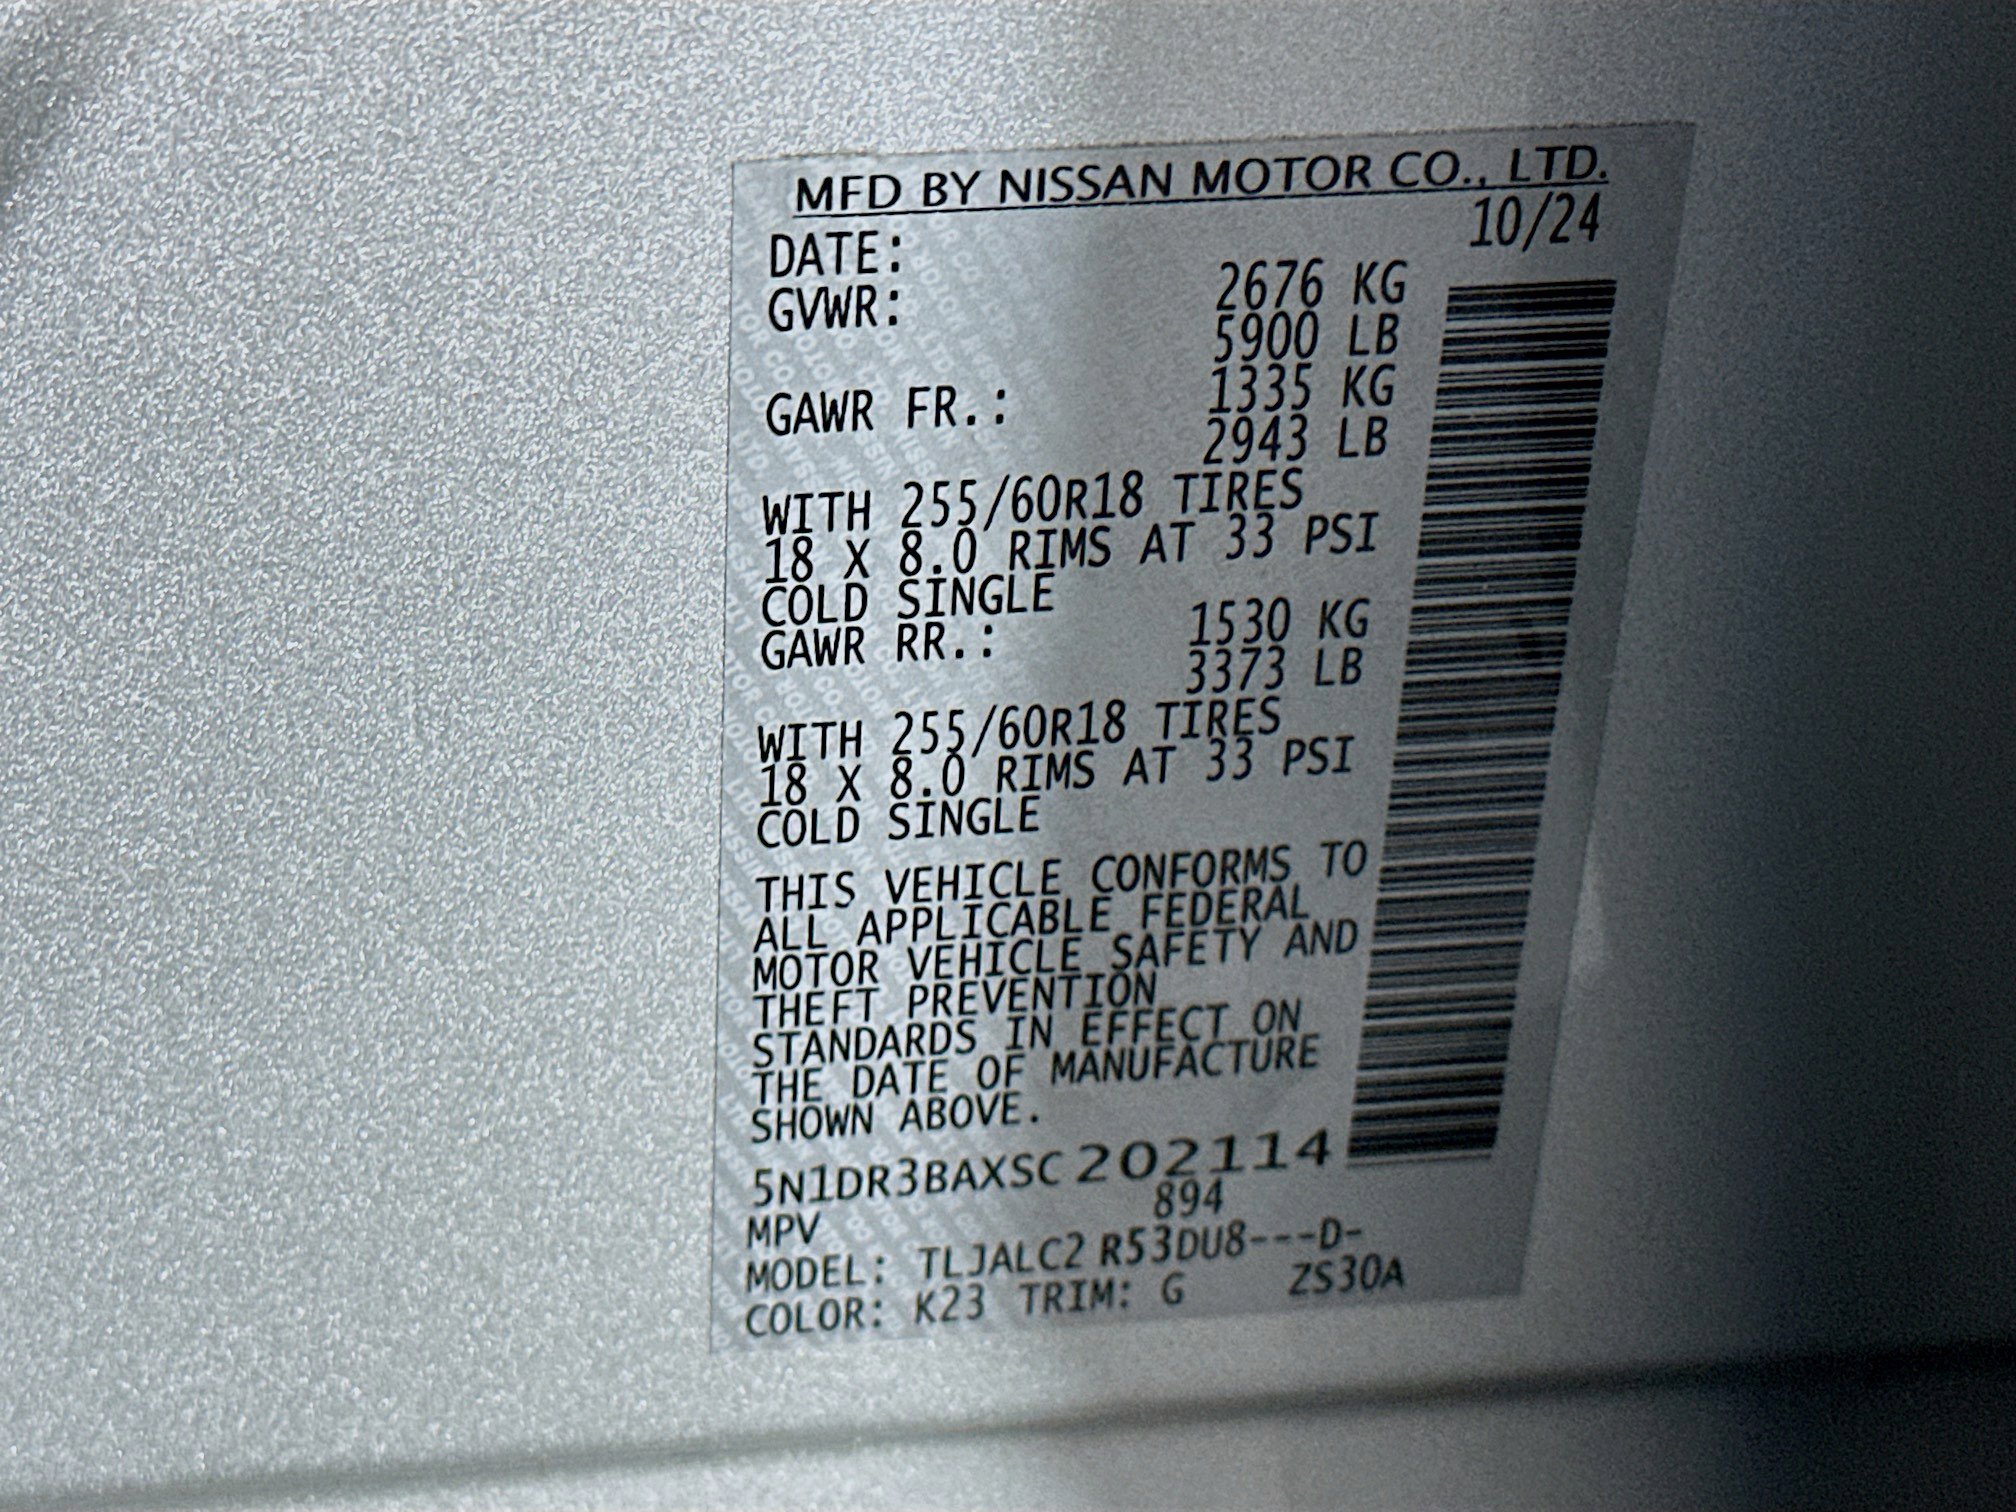 MFD BY NISSAN MOTOR CO., LTD.
DATE: 10/24
GVWR: 2676 KG
5900 LB
GAWR FR.: 1335 KG
2943 LB
WITH 255/60R18 TIRES
18 X 8.0 RIMS AT 33 PSI
COLD SINGLE
GAWR RR.: 1530 KG
3373 LB
WITH 255/60R18 TIRES
18 X 8.0 RIMS AT 33 PSI
COLD SINGLE
THIS VEHICLE CONFORMS TO
ALL APPLICABLE FEDERAL
MOTOR VEHICLE SAFETY AND
THEFT PREVENTION
STANDARDS IN EFFECT ON
THE DATE OF MANUFACTURE
SHOWN ABOVE.
5N1DR3BAXSC202114
MPV 894
MODEL: TLJALC2 R53DU8---D-
COLOR: K23 TRIM: G ZS30A